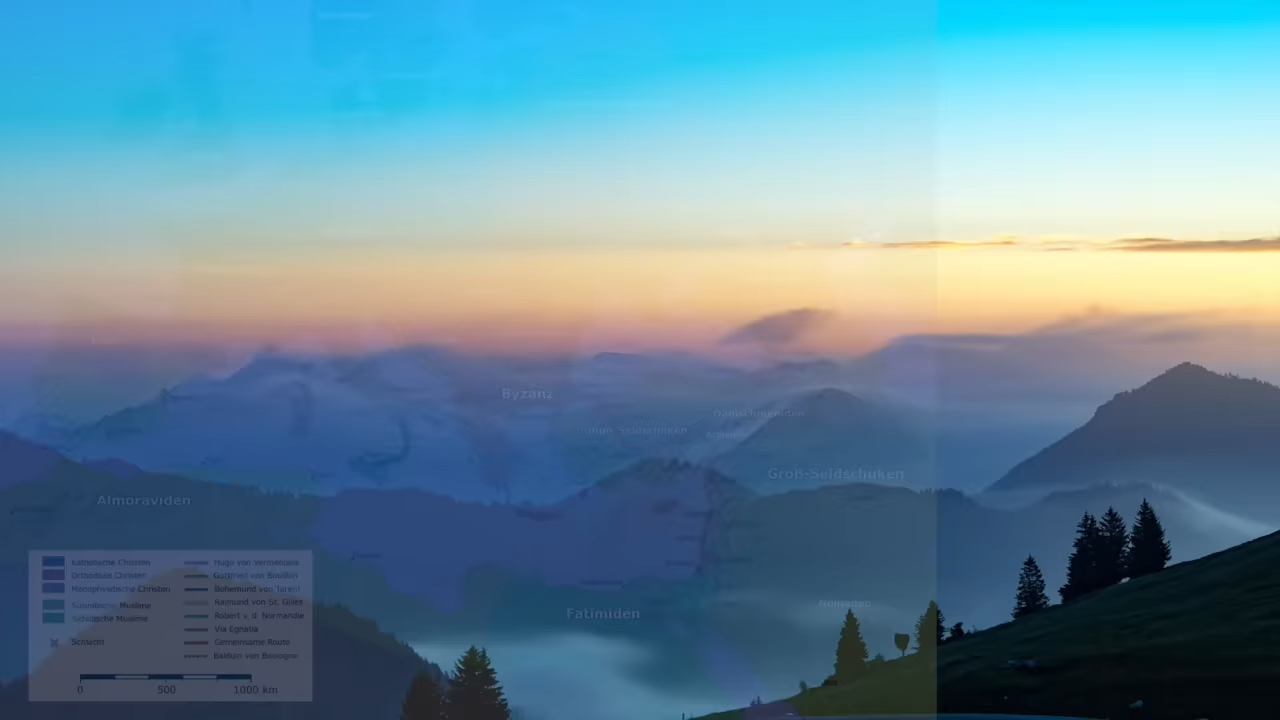 Byzanz
Danischmeniden
Rum-Seldschuken
Groß-Seldschuken
Almoraviden
Fatimiden
Nomaden
Katholische Christen
Orthodoxe Christen
Monophysitische Christen
Sunnitische Muslime
Schiitische Muslime
Schlacht
Hugo von Vermandois
Gottfried von Bouillon
Bohemund von Tarent
Raimund von St. Gilles
Robert v. d. Normandie
Via Egnatia
Gemeinsame Route
Balduin von Boulogne
0 500 1000 km